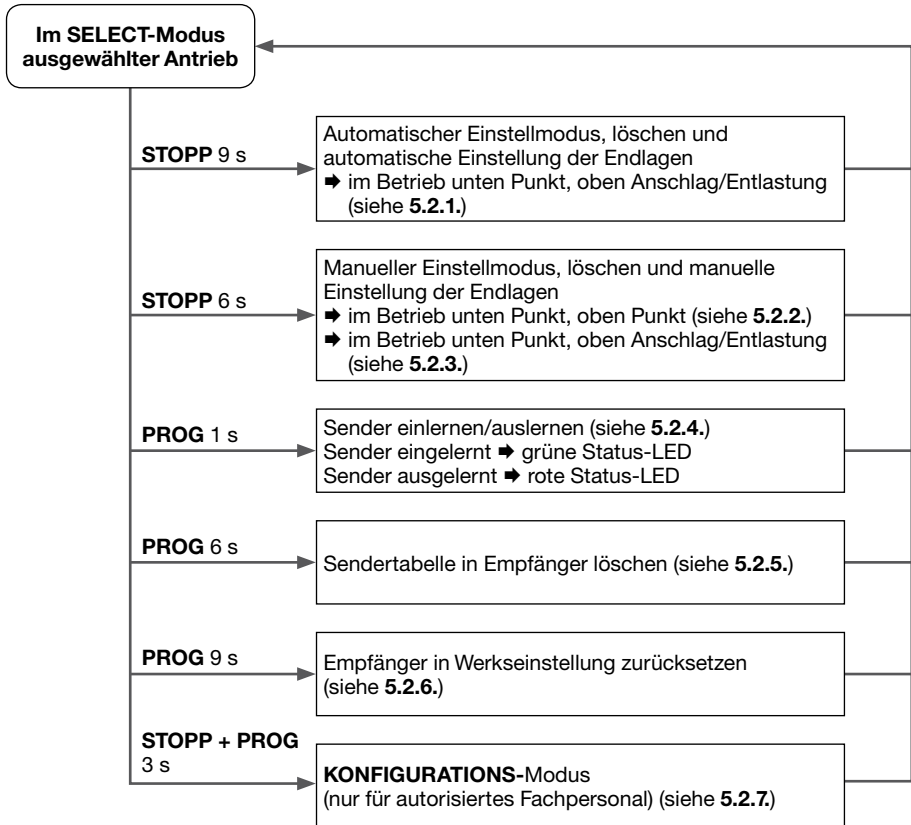 Im SELECT-Modus
ausgewählter Antrieb
STOPP 9 s
Automatischer Einstellmodus, löschen und
automatische Einstellung der Endlagen
➡ im Betrieb unten Punkt, oben Anschlag/Entlastung
(siehe 5.2.1.)
STOPP 6 s
Manueller Einstellmodus, löschen und manuelle
Einstellung der Endlagen
➡ im Betrieb unten Punkt, oben Punkt (siehe 5.2.2.)
➡ im Betrieb unten Punkt, oben Anschlag/Entlastung
(siehe 5.2.3.)
PROG 1 s
Sender einlernen/auslernen (siehe 5.2.4.)
Sender eingelernt ➡ grüne Status-LED
Sender ausgelernt ➡ rote Status-LED
PROG 6 s
Sendertabelle in Empfänger löschen (siehe 5.2.5.)
PROG 9 s
Empfänger in Werkseinstellung zurücksetzen
(siehe 5.2.6.)
STOPP + PROG
3 s
KONFIGURATIONS-Modus
(nur für autorisiertes Fachpersonal) (siehe 5.2.7.)